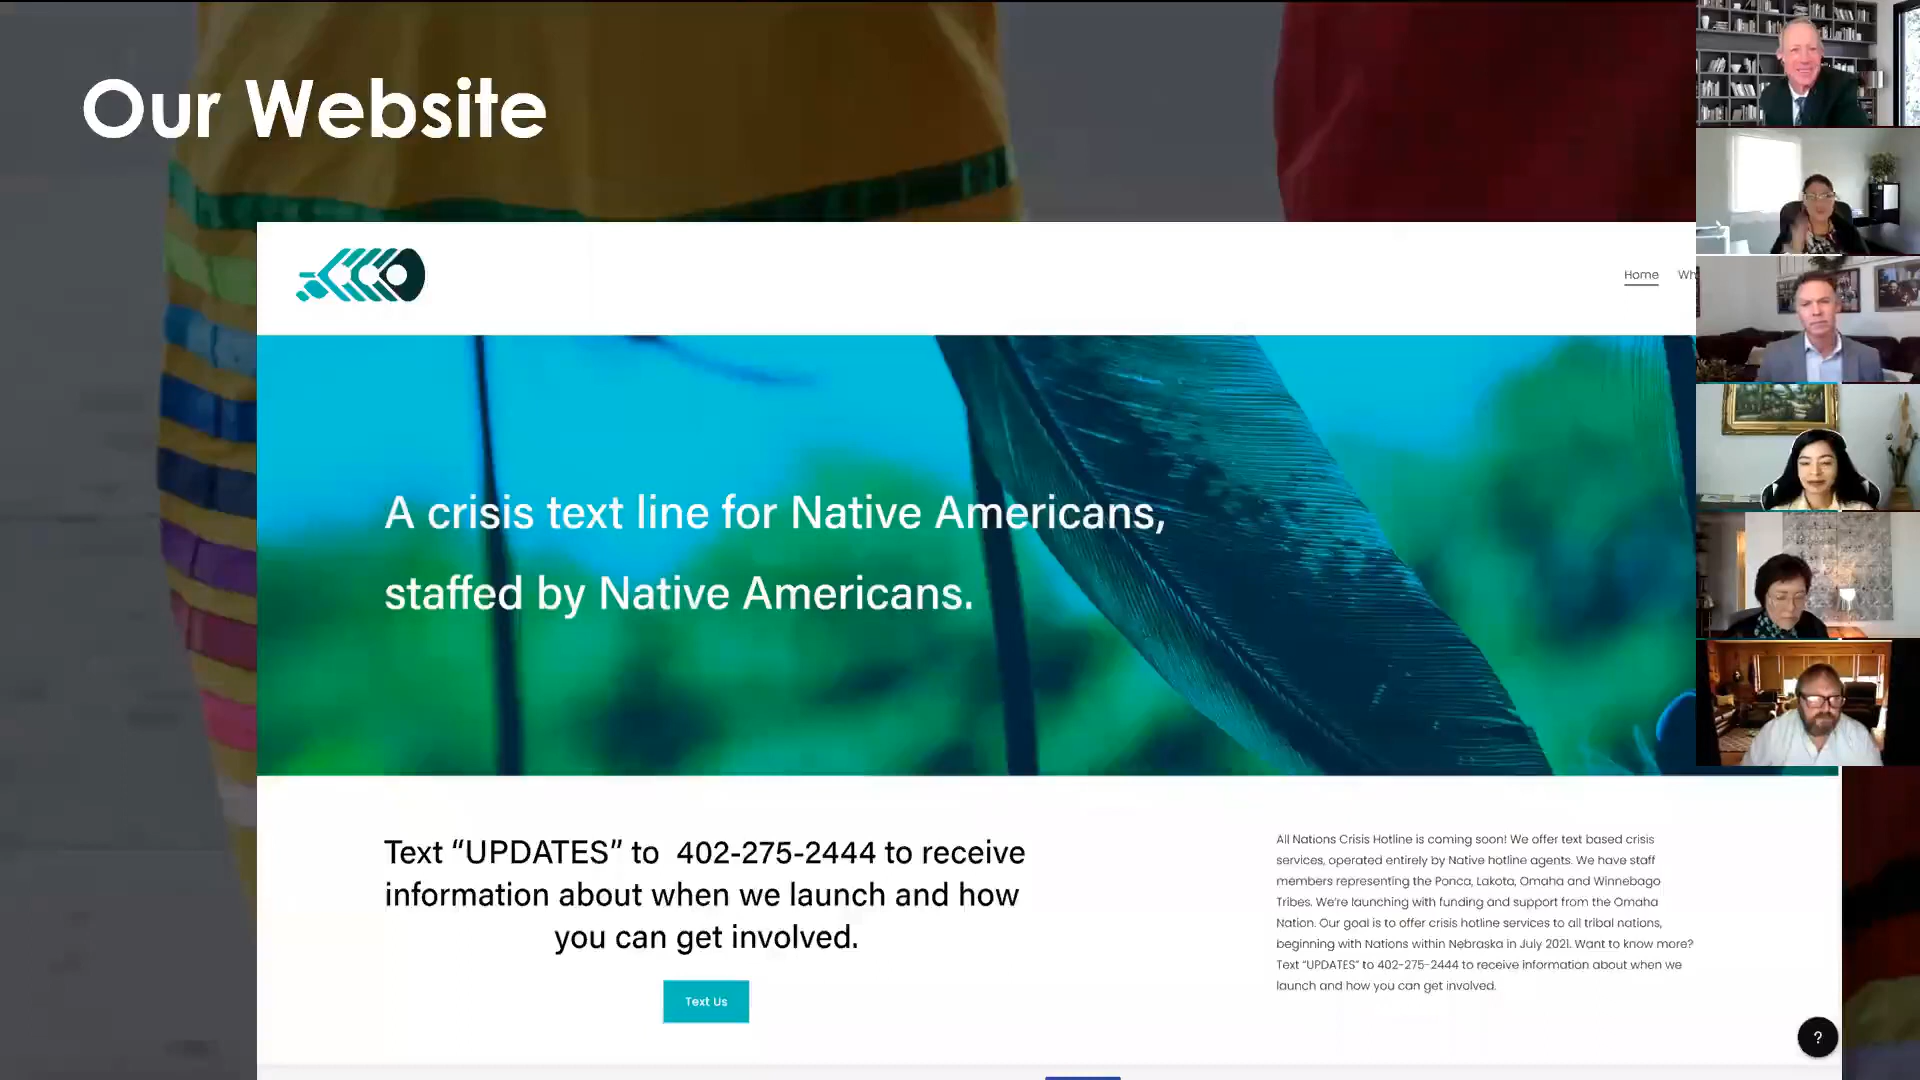 Our Website
Home
A crisis text line for Native Americans,
staffed by Native Americans.
Text “UPDATES” to 402-275-2444 to receive
information about when we launch and how
you can get involved.
Text Us
All Nations Crisis Hotline is coming soon! We offer text based crisis
services, operated entirely by Native hotline agents. We have staff
members representing the Ponca, Lakota, Omaha and Winnebago
Tribes. We're launching with funding and support from the Omaha
Nation. Our goal is to offer crisis hotline services to all tribal nations,
beginning with Nations within Nebraska in July 2021. Want to know more?
Text “UPDATES” to 402-275-2444 to receive information about when we
launch and how you can get involved.
?